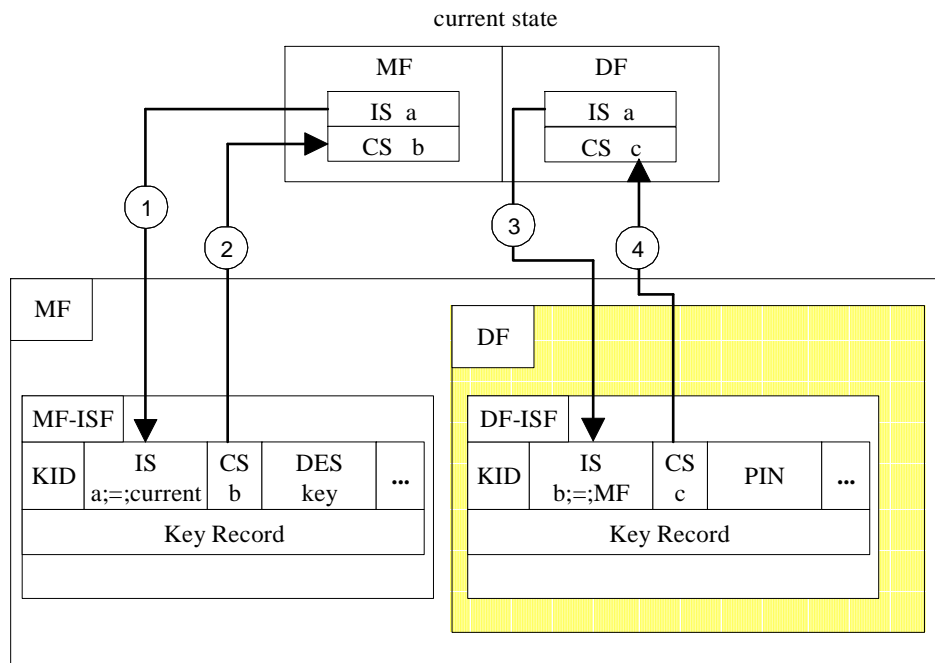 current state
MF
DF
IS a
CS b
IS a
CS c
1
2
3
4
MF
DF
MF-ISF
KID
IS
a;=;current
CS
b
DES
key
...
Key Record
DF-ISF
KID
IS
b;=;MF
CS
c
PIN
...
Key Record